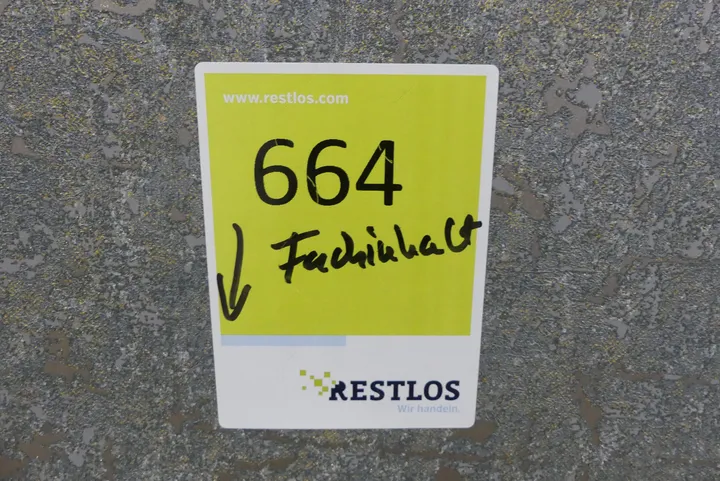 www.restlos.com
664
Fachinhalt
RESTLOS
Wir handeln.